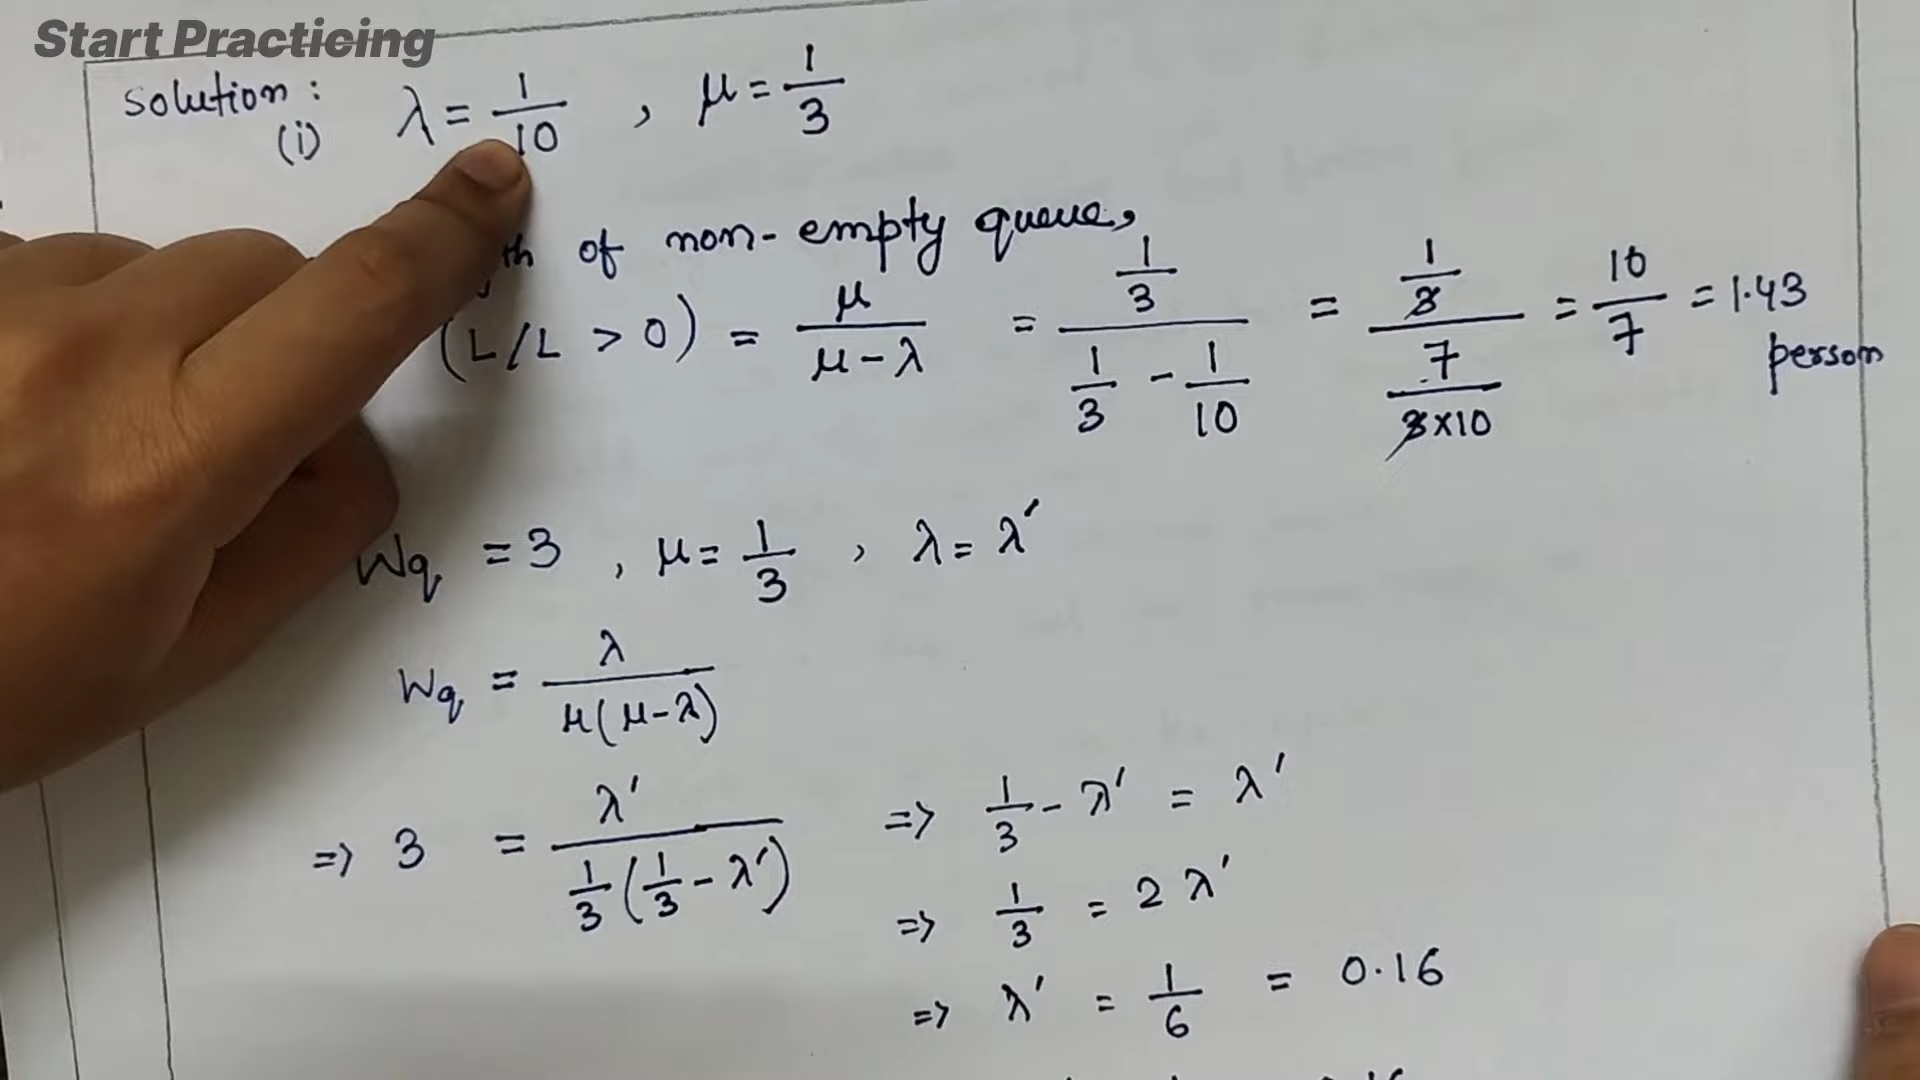 Start Practicing
Solution:
(i) λ = 1/10 , μ = 1/3
of non-empty queue,
(L/L > 0) = μ/(μ-λ) = (1/3)/(1/3 - 1/10) = (1/3)/(7/(3×10)) = 10/7 = 1.43 person
Wq = 3 , μ = 1/3 , λ = λ'
Wq = λ/(μ(μ-λ))
=> 3 = λ'/(1/3(1/3 - λ'))
=> 1/3 - λ' = λ'
=> 1/3 = 2λ'
=> λ' = 1/6 = 0.16